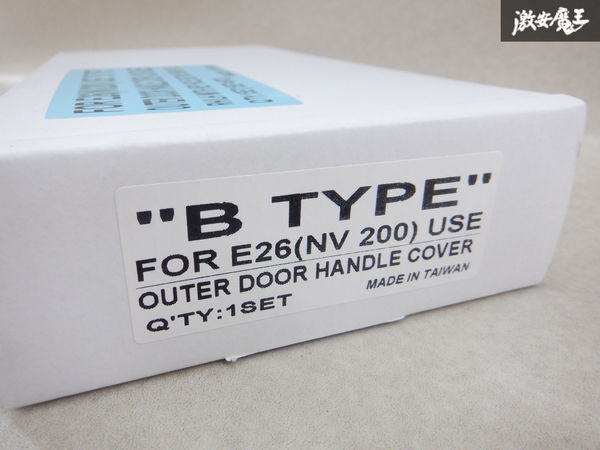 激安魔王
"B TYPE"
FOR E26(NV 200) USE
OUTER DOOR HANDLE COVER
MADE IN TAIWAN
Q'TY:1SET